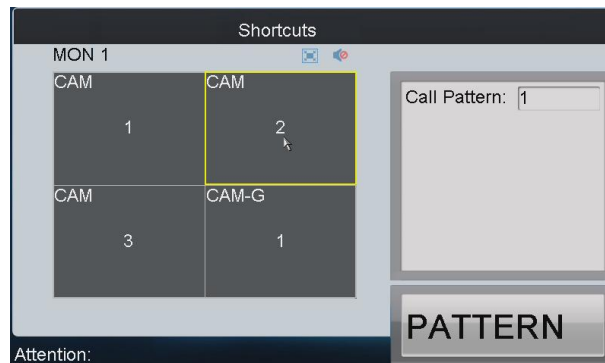 Shortcuts
MON 1
CAM
1
CAM
2
CAM
3
CAM-G
1
Call Pattern: 1
PATTERN
Attention: